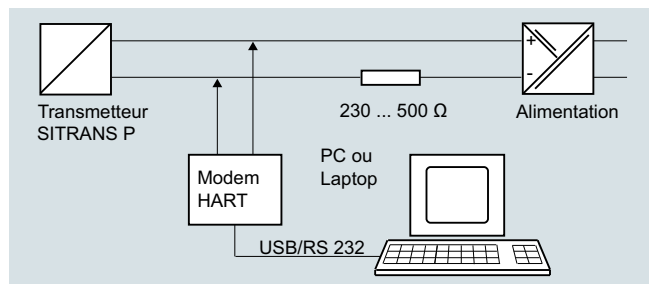 +
-
Transmetteur
SITRANS P
230 ... 500 Ω
Alimentation
PC ou
Laptop
Modem
HART
USB/RS 232